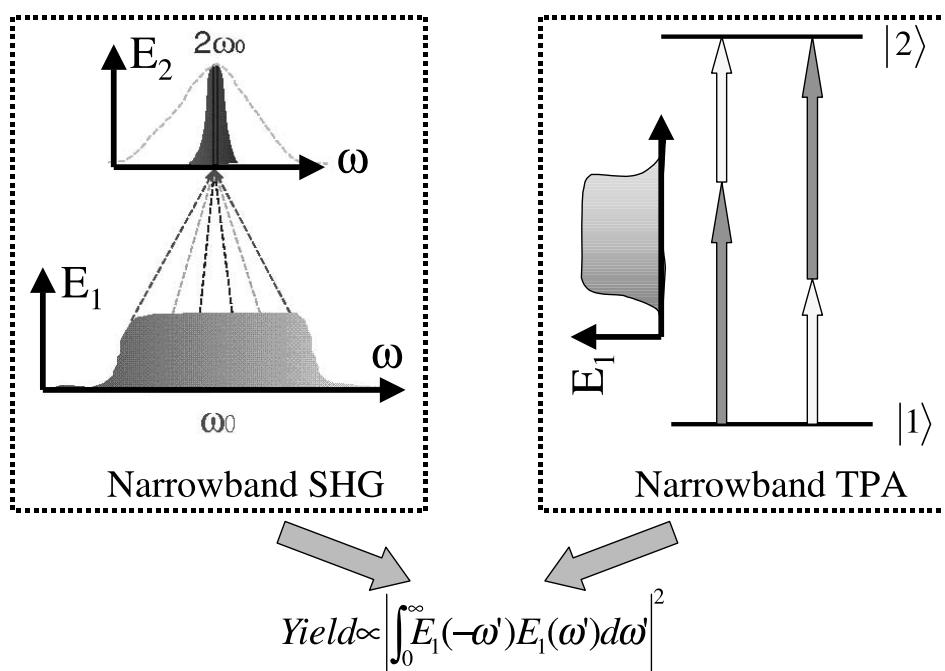 E₂
2ω₀
ω
E₁
ω
ω₀
Narrowband SHG
|2⟩
E₁
|1⟩
Narrowband TPA
Yield∝|∫₀^∞ E₁(−ω')E₁(ω')dω'|²